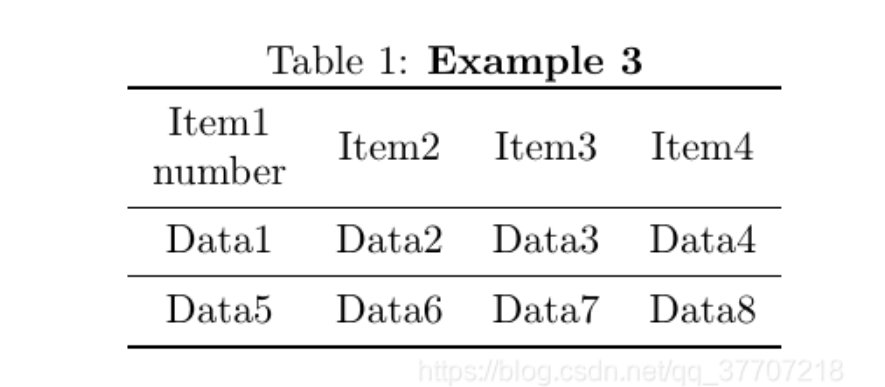 Table 1: Example 3
Item1
number
Item2 Item3 Item4
Data1 Data2 Data3 Data4
Data5 Data6 Data7 Data8
https://blog.csdn.net/qq_37707218